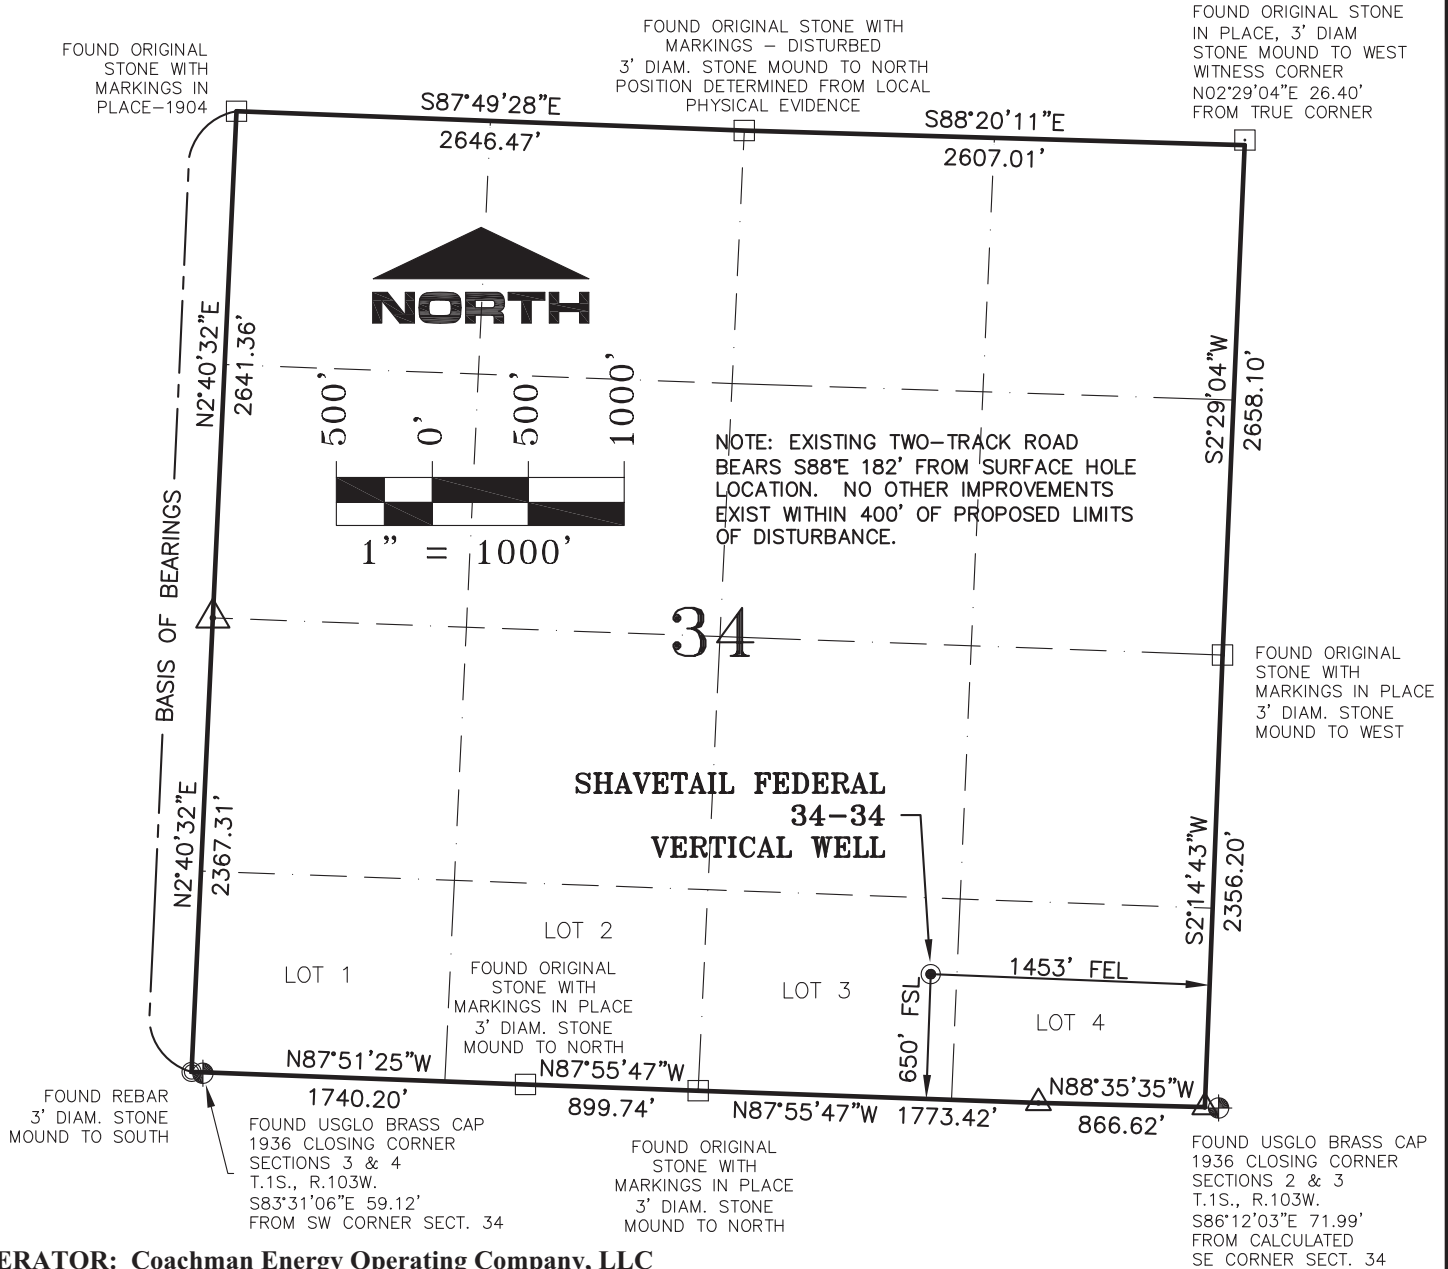 FOUND ORIGINAL
STONE WITH
MARKINGS IN
PLACE–1904
FOUND ORIGINAL STONE WITH
MARKINGS – DISTURBED
3' DIAM. STONE MOUND TO NORTH
POSITION DETERMINED FROM LOCAL
PHYSICAL EVIDENCE
FOUND ORIGINAL STONE
IN PLACE, 3' DIAM
STONE MOUND TO WEST
WITNESS CORNER
N02°29'04"E 26.40'
FROM TRUE CORNER
S87°49'28"E
2646.47'
S88°20'11"E
2607.01'
NORTH
N2°40'32"E
2641.36'
500'
0'
500'
1000'
1" = 1000'
S2°29'04"W
2658.10'
NOTE: EXISTING TWO–TRACK ROAD
BEARS S88°E 182' FROM SURFACE HOLE
LOCATION. NO OTHER IMPROVEMENTS
EXIST WITHIN 400' OF PROPOSED LIMITS
OF DISTURBANCE.
BASIS OF BEARINGS
34
FOUND ORIGINAL
STONE WITH
MARKINGS IN PLACE
3' DIAM. STONE
MOUND TO WEST
SHAVETAIL FEDERAL
34–34
VERTICAL WELL
N2°40'32"E
2367.31'
S2°14'43"W
2356.20'
LOT 1
LOT 2
FOUND ORIGINAL
STONE WITH
MARKINGS IN PLACE
3' DIAM. STONE
MOUND TO NORTH
LOT 3
1453' FEL
650' FSL
LOT 4
N87°51'25"W
1740.20'
N87°55'47"W
899.74'
N87°55'47"W 1773.42'
N88°35'35"W
866.62'
FOUND REBAR
3' DIAM. STONE
MOUND TO SOUTH
FOUND USGLO BRASS CAP
1936 CLOSING CORNER
SECTIONS 3 & 4
T.1S., R.103W.
S83°31'06"E 59.12'
FROM SW CORNER SECT. 34
FOUND ORIGINAL
STONE WITH
MARKINGS IN PLACE
3' DIAM. STONE
MOUND TO NORTH
FOUND USGLO BRASS CAP
1936 CLOSING CORNER
SECTIONS 2 & 3
T.1S., R.103W.
S86°12'03"E 71.99'
FROM CALCULATED
SE CORNER SECT. 34
ERATOR: Coachman Energy Operating Company, LLC